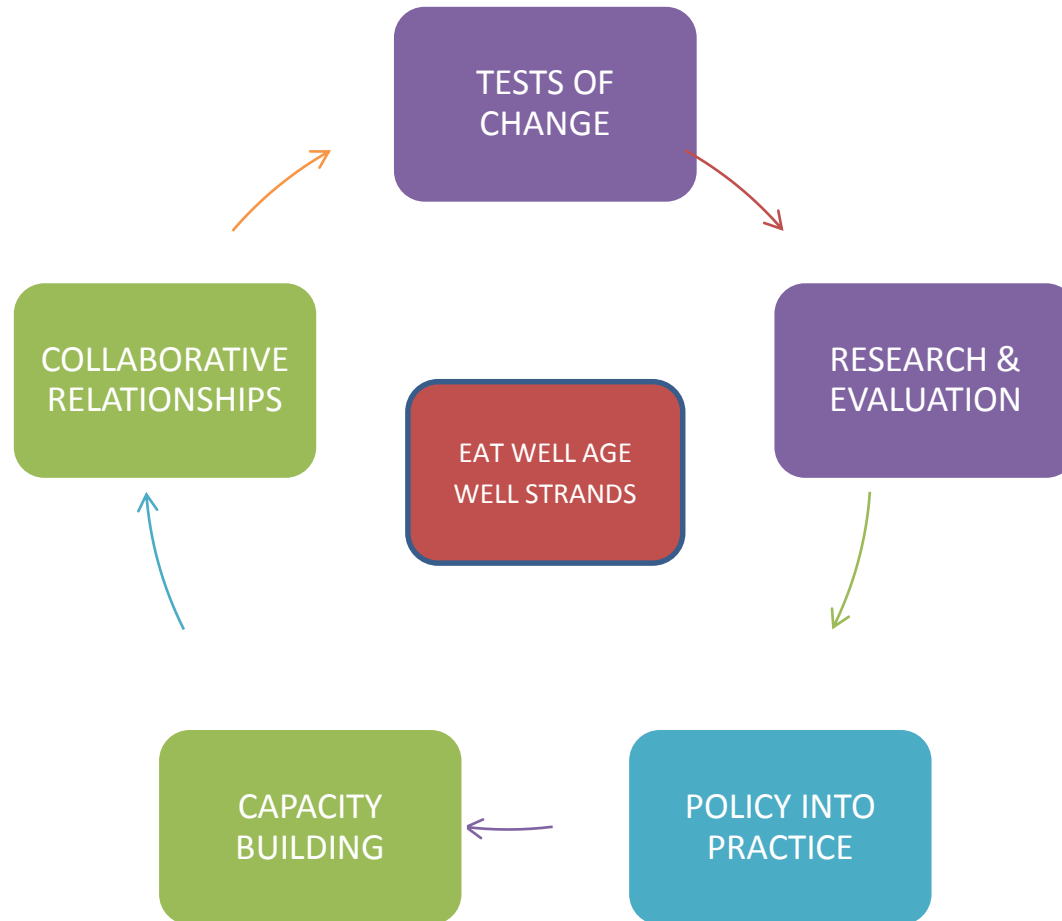 TESTS OF
CHANGE
RESEARCH &
EVALUATION
POLICY INTO
PRACTICE
CAPACITY
BUILDING
COLLABORATIVE
RELATIONSHIPS
EAT WELL AGE
WELL STRANDS